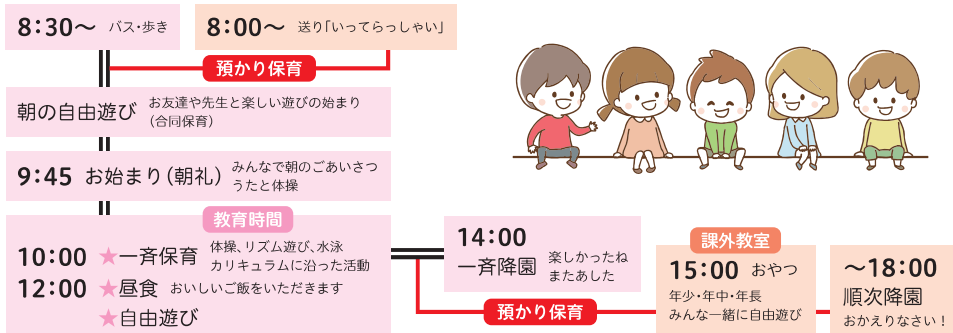 8:30〜 バス・歩き
8:00〜 送り「いってらっしゃい」
預かり保育
朝の自由遊び お友達や先生と楽しい遊びの始まり
(合同保育)
9:45 お始まり(朝礼) みんなで朝のごあいさつ
うたと体操
教育時間
10:00 ★一斉保育 体操、リズム遊び、水泳
カリキュラムに沿った活動
12:00 ★昼食 おいしいご飯をいただきます
★自由遊び
14:00
一斉降園 楽しかったね
またあした
預かり保育
課外教室
15:00 おやつ
年少・年中・年長
みんな一緒に自由遊び
〜18:00
順次降園
おかえりなさい!